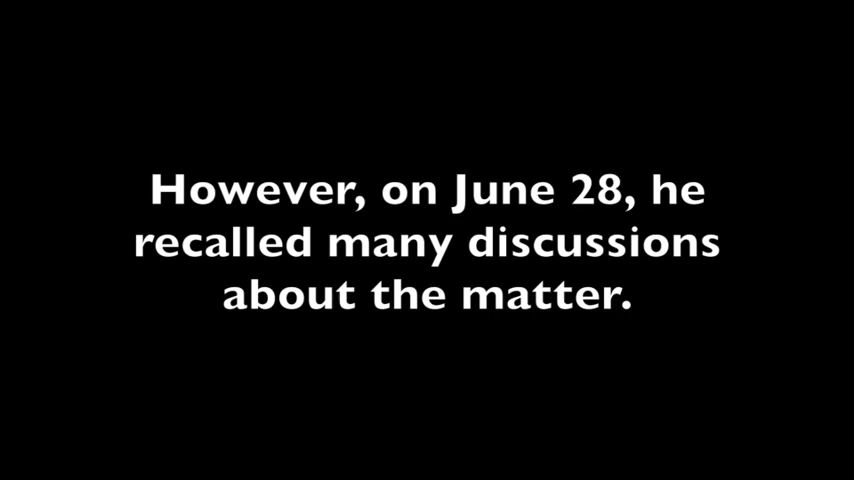 However, on June 28, he
recalled many discussions
about the matter.